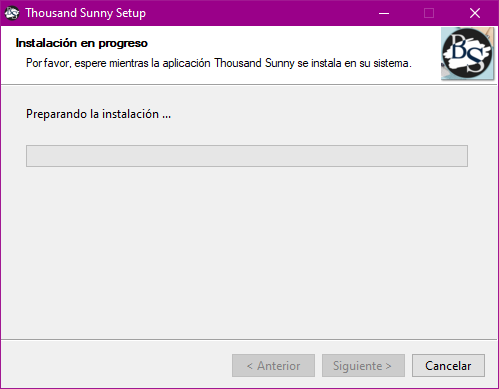 Thousand Sunny Setup
Instalación en progreso
Por favor, espere mientras la aplicación Thousand Sunny se instala en su sistema.
BS
Preparando la instalación ...
< Anterior
Siguiente >
Cancelar